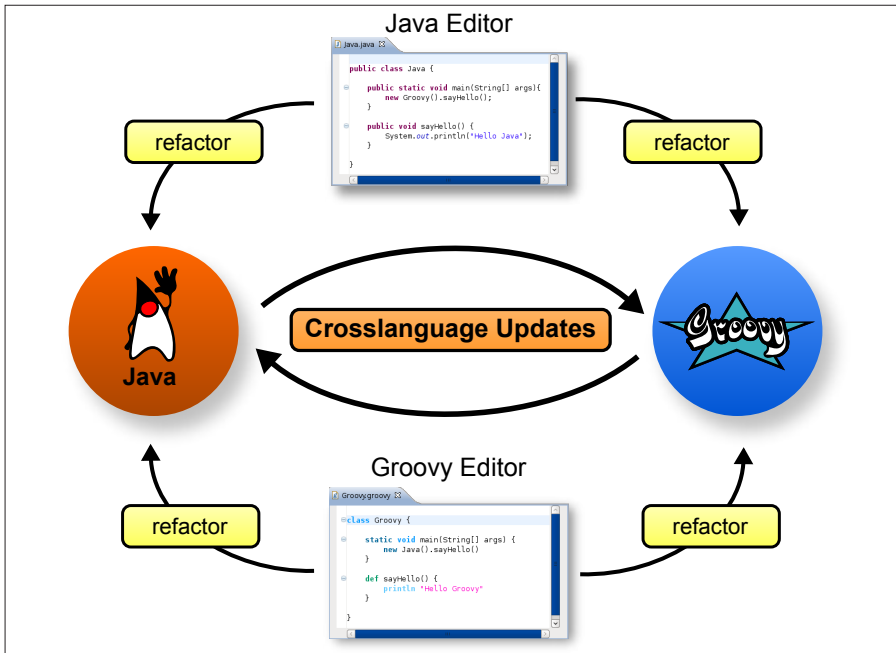 Java Editor
Java.java
public class Java {
public static void main(String[] args){
new Groovy().sayHello();
}
public void sayHello() {
System.out.println("Hello Java");
}
}
refactor
refactor
Java
Crosslanguage Updates
Groovy
Groovy Editor
Groovy.groovy
class Groovy {
static void main(String[] args) {
new Java().sayHello()
}
def sayHello() {
println "Hello Groovy"
}
}
refactor
refactor